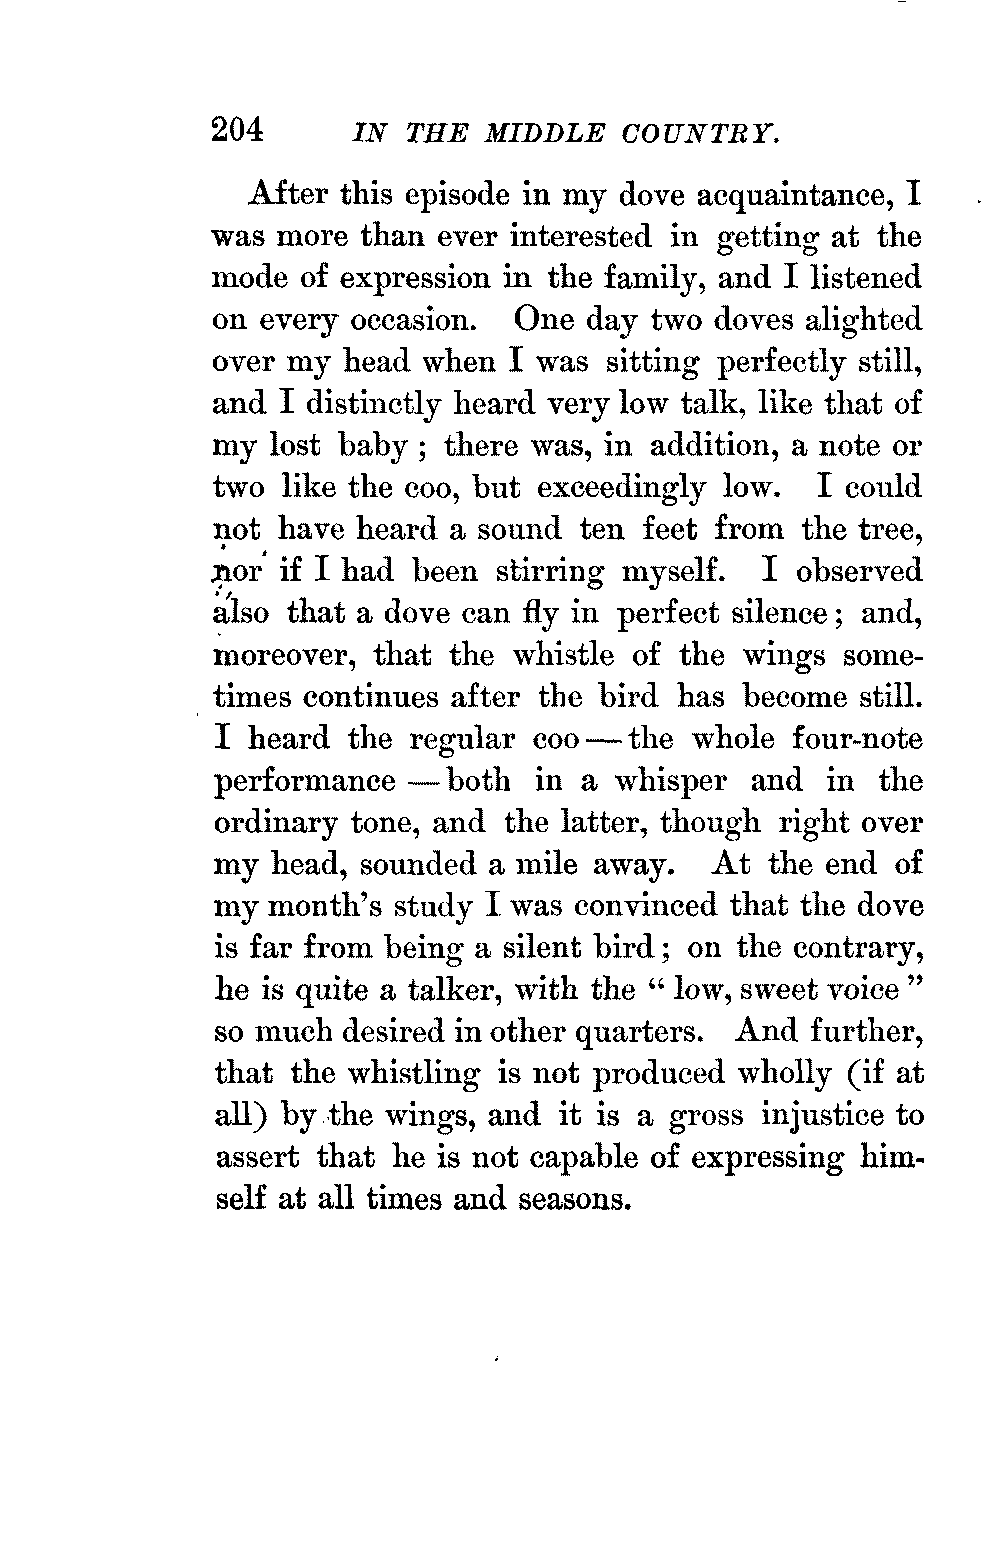 204 IN THE MIDDLE COUNTRY.
After this episode in my dove acquaintance, I
was more than ever interested in getting at the
mode of expression in the family, and I listened
on every occasion. One day two doves alighted
over my head when I was sitting perfectly still,
and I distinctly heard very low talk, like that of
my lost baby ; there was, in addition, a note or
two like the coo, but exceedingly low. I could
not have heard a sound ten feet from the tree,
nor if I had been stirring myself. I observed
also that a dove can fly in perfect silence ; and,
moreover, that the whistle of the wings some-
times continues after the bird has become still.
I heard the regular coo — the whole four-note
performance — both in a whisper and in the
ordinary tone, and the latter, though right over
my head, sounded a mile away. At the end of
my month's study I was convinced that the dove
is far from being a silent bird ; on the contrary,
he is quite a talker, with the “ low, sweet voice ”
so much desired in other quarters. And further,
that the whistling is not produced wholly (if at
all) by the wings, and it is a gross injustice to
assert that he is not capable of expressing him-
self at all times and seasons.